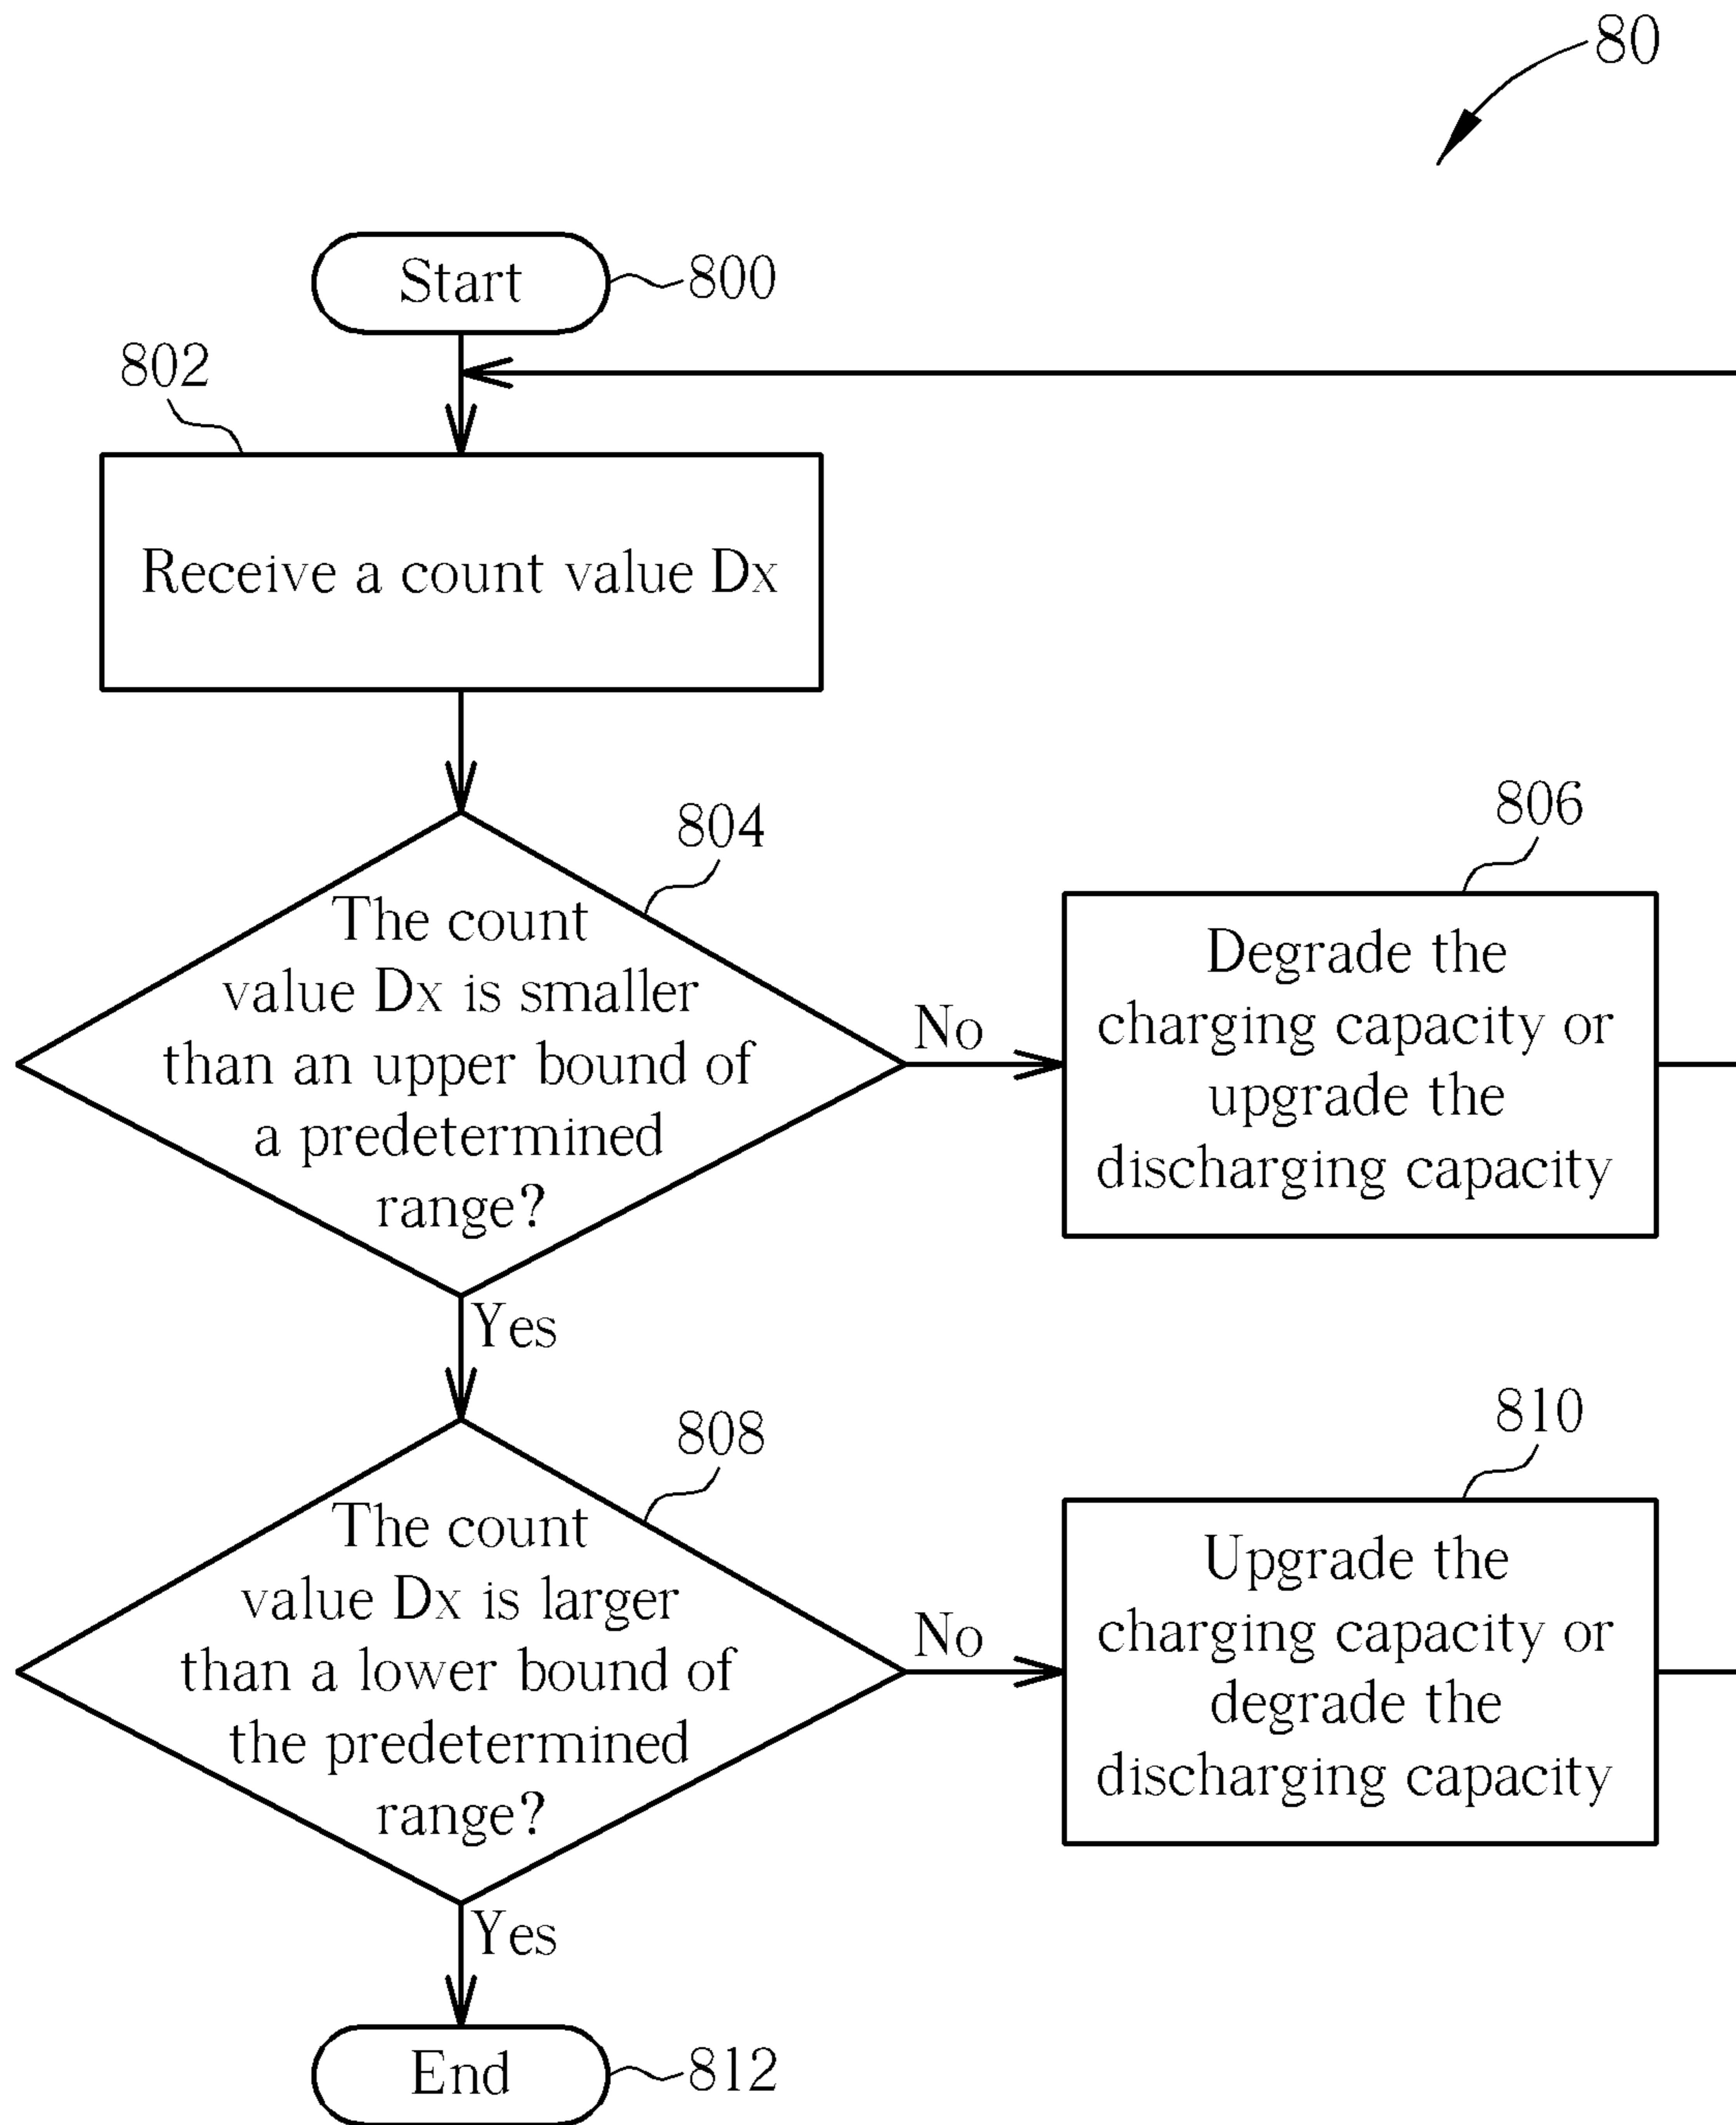 80
Start
800
802
Receive a count value Dx
804
The count
value Dx is smaller
than an upper bound of
a predetermined
range?
No
806
Degrade the
charging capacity or
upgrade the
discharging capacity
Yes
808
The count
value Dx is larger
than a lower bound of
the predetermined
range?
No
810
Upgrade the
charging capacity or
degrade the
discharging capacity
Yes
End
812